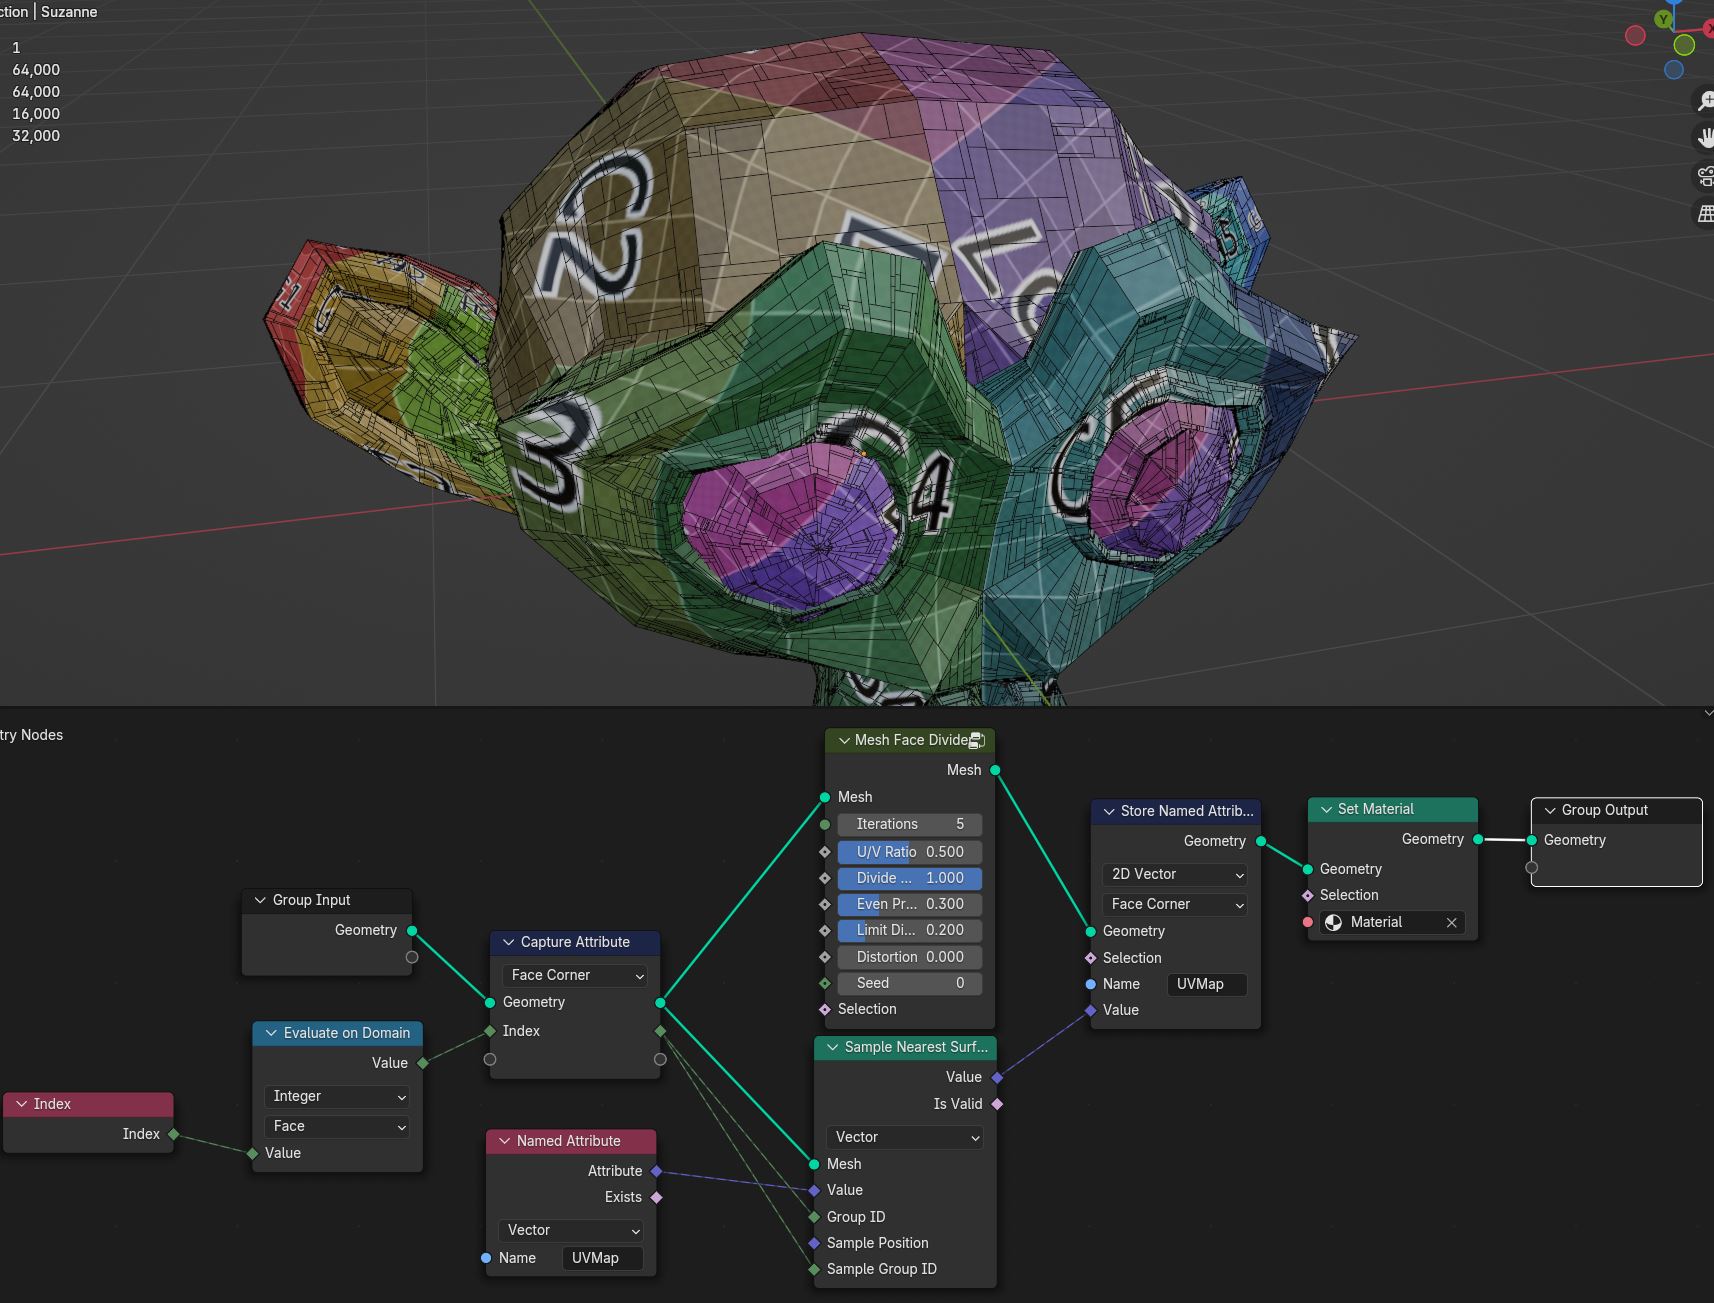 ction | Suzanne
1
64,000
64,000
16,000
32,000
Y
X
C
2
3
4
5
try Nodes
Mesh Face Divide
Mesh
Mesh
Iterations 5
U/V Ratio 0.500
Divide ... 1.000
Even Pr... 0.300
Limit Di... 0.200
Distortion 0.000
Seed 0
Selection
Store Named Attrib...
Geometry
2D Vector
Face Corner
Geometry
Selection
Name UVMap
Value
Set Material
Geometry
Geometry
Selection
Material
Group Output
Geometry
Group Input
Geometry
Capture Attribute
Face Corner
Geometry
Index
Evaluate on Domain
Value
Integer
Face
Value
Index
Index
Named Attribute
Attribute
Exists
Vector
Name UVMap
Sample Nearest Surf...
Value
Is Valid
Vector
Mesh
Value
Group ID
Sample Position
Sample Group ID